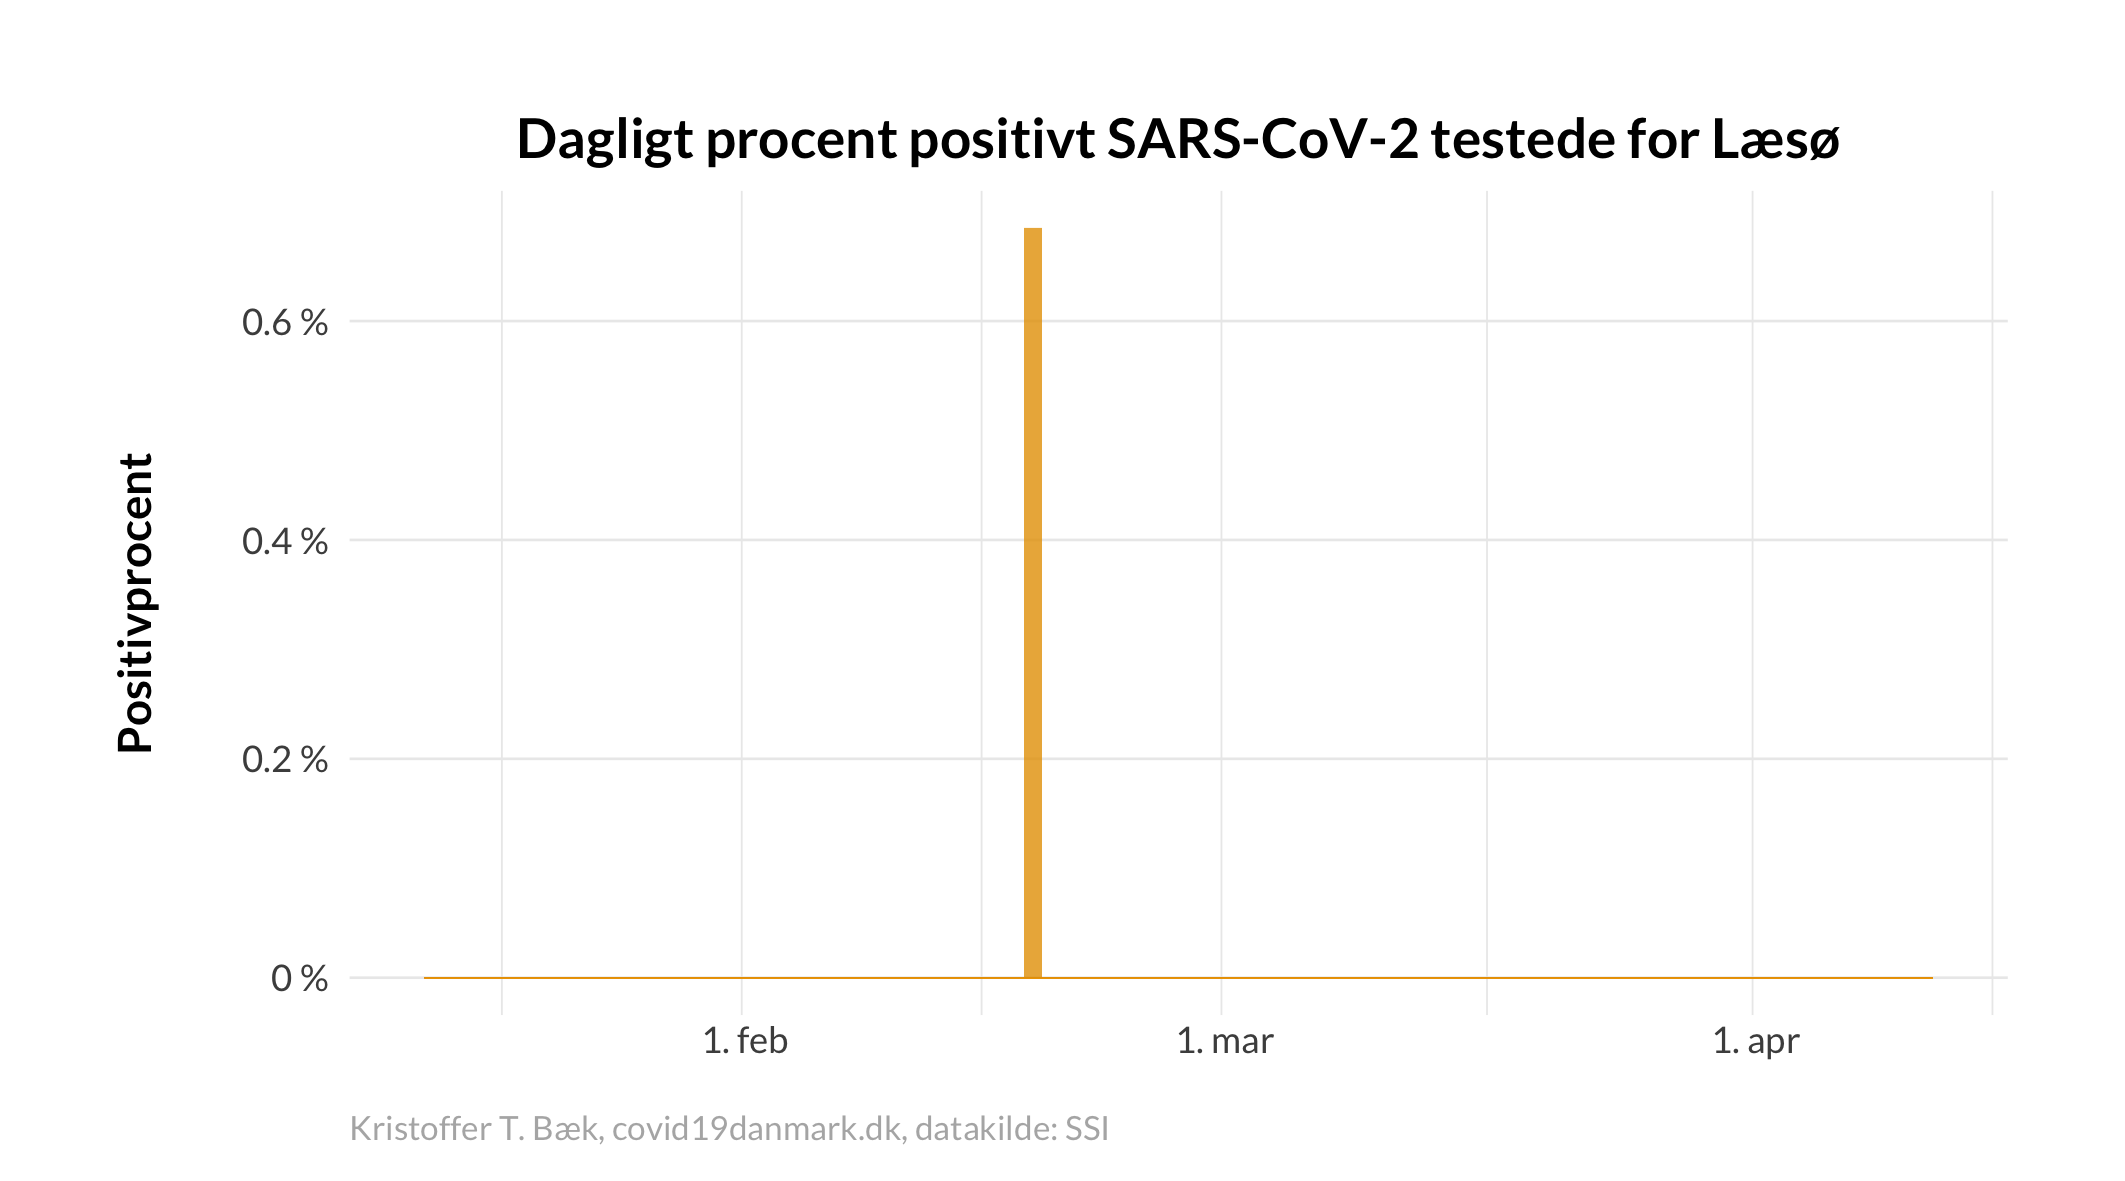 Dagligt procent positivt SARS-CoV-2 testede for Læsø
Positivprocent
0.6 %
0.4 %
0.2 %
0 %
1. feb
1. mar
1. apr
Kristoffer T. Bæk, covid19danmark.dk, datakilde: SSI